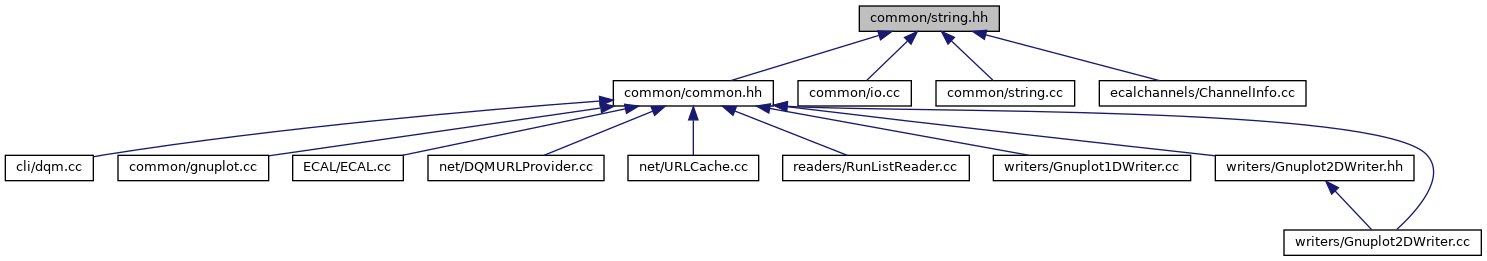 common/string.hh
common/common.hh
common/io.cc
common/string.cc
ecalchannels/ChannelInfo.cc
cli/dqm.cc
common/gnuplot.cc
ECAL/ECAL.cc
net/DQMURLProvider.cc
net/URLCache.cc
readers/RunListReader.cc
writers/Gnuplot1DWriter.cc
writers/Gnuplot2DWriter.hh
writers/Gnuplot2DWriter.cc